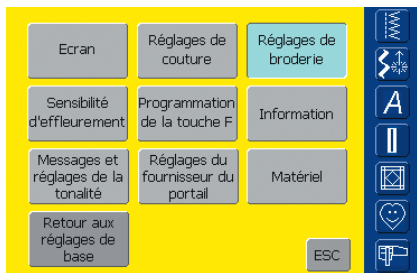 Ecran
Réglages de
couture
Réglages de
broderie
Sensibilité
d'effleurement
Programmation
de la touche F
Information
Messages et
réglages de la
tonalité
Réglages du
fournisseur du
portail
Matériel
Retour aux
réglages de
base
ESC
A